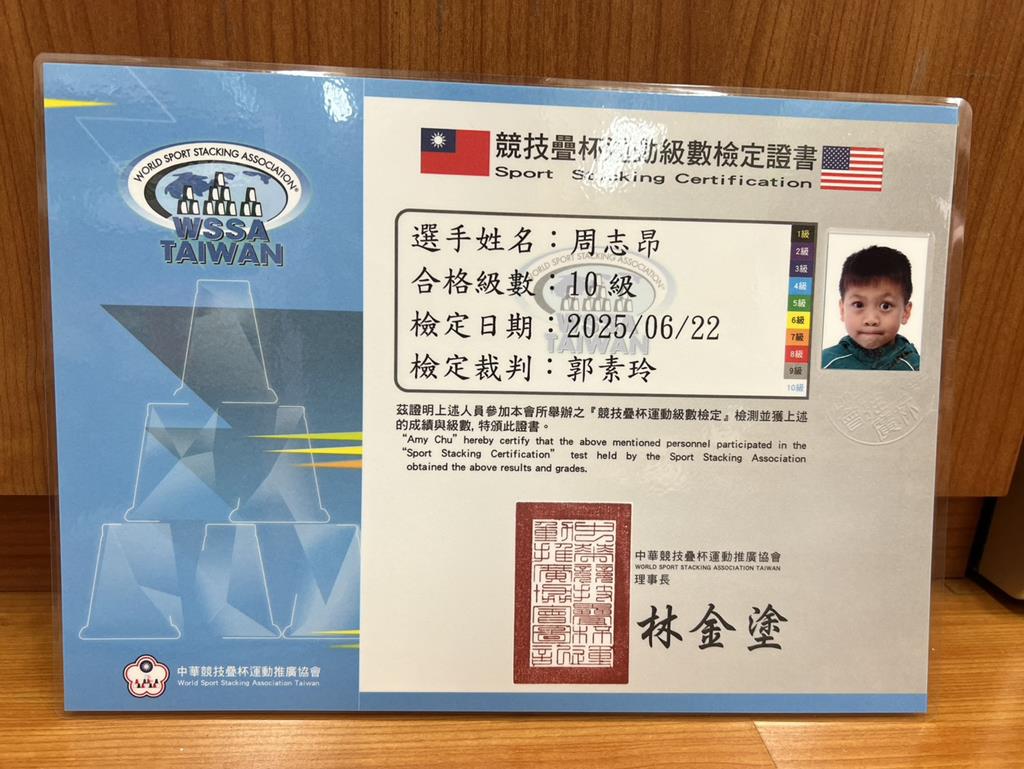 WORLD SPORT STACKING ASSOCIATION®
WSSA
TAIWAN
競技疊杯運動級數檢定證書
Sport Stacking Certification
選手姓名：周志昂
合格級數：10級
檢定日期：2025/06/22
檢定裁判：郭素玲
1級
2級
3級
4級
5級
6級
7級
8級
9級
10級
WORLD SPORT STACKING ASSOCIATION®
WSSA
TAIWAN
茲證明上述人員參加本會所舉辦之『競技疊杯運動級數檢定』檢測並獲上述
的成績與級數, 特頒此證書。
“Amy Chu” hereby certify that the above mentioned personnel participated in the
“Sport Stacking Certification” test held by the Sport Stacking Association
obtained the above results and grades.
中華競技疊杯運動推廣協會
WORLD SPORT STACKING ASSOCIATION TAIWAN
理事長
林金塗
中華競技疊杯運動推廣協會
World Sport Stacking Association Taiwan